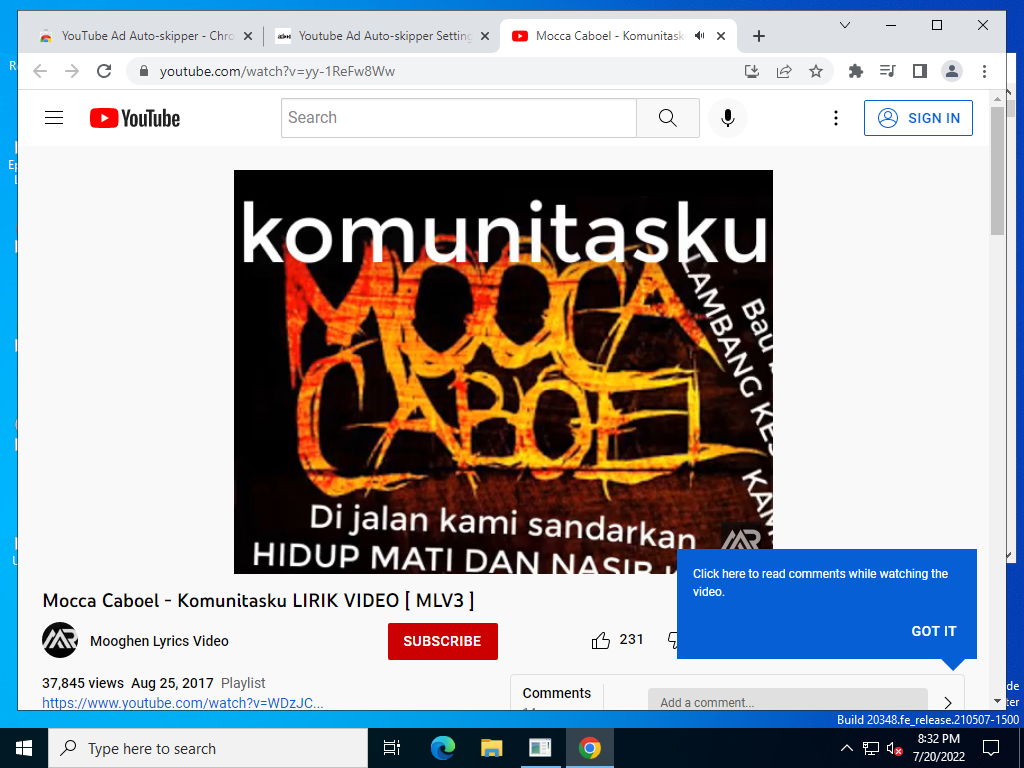 YouTube Ad Auto-skipper - Chro
Youtube Ad Auto-skipper Setting
Mocca Caboel - Komunitask
youtube.com/watch?v=yy-1ReFw8Ww
YouTube
Search
SIGN IN
komunitasku
MOCCA
CABOEL
LAMBANG KE
Bau
KAM
Di jalan kami sandarkan
HIDUP MATI DAN NASIB K
MR
Click here to read comments while watching the
video.
GOT IT
Mocca Caboel - Komunitasku LIRIK VIDEO [ MLV3 ]
Mooghen Lyrics Video
SUBSCRIBE
231
37,845 views Aug 25, 2017 Playlist
https://www.youtube.com/watch?v=WDzJC...
Comments
Add a comment...
Build 20348.fe_release.210507-1500
Type here to search
8:32 PM
7/20/2022